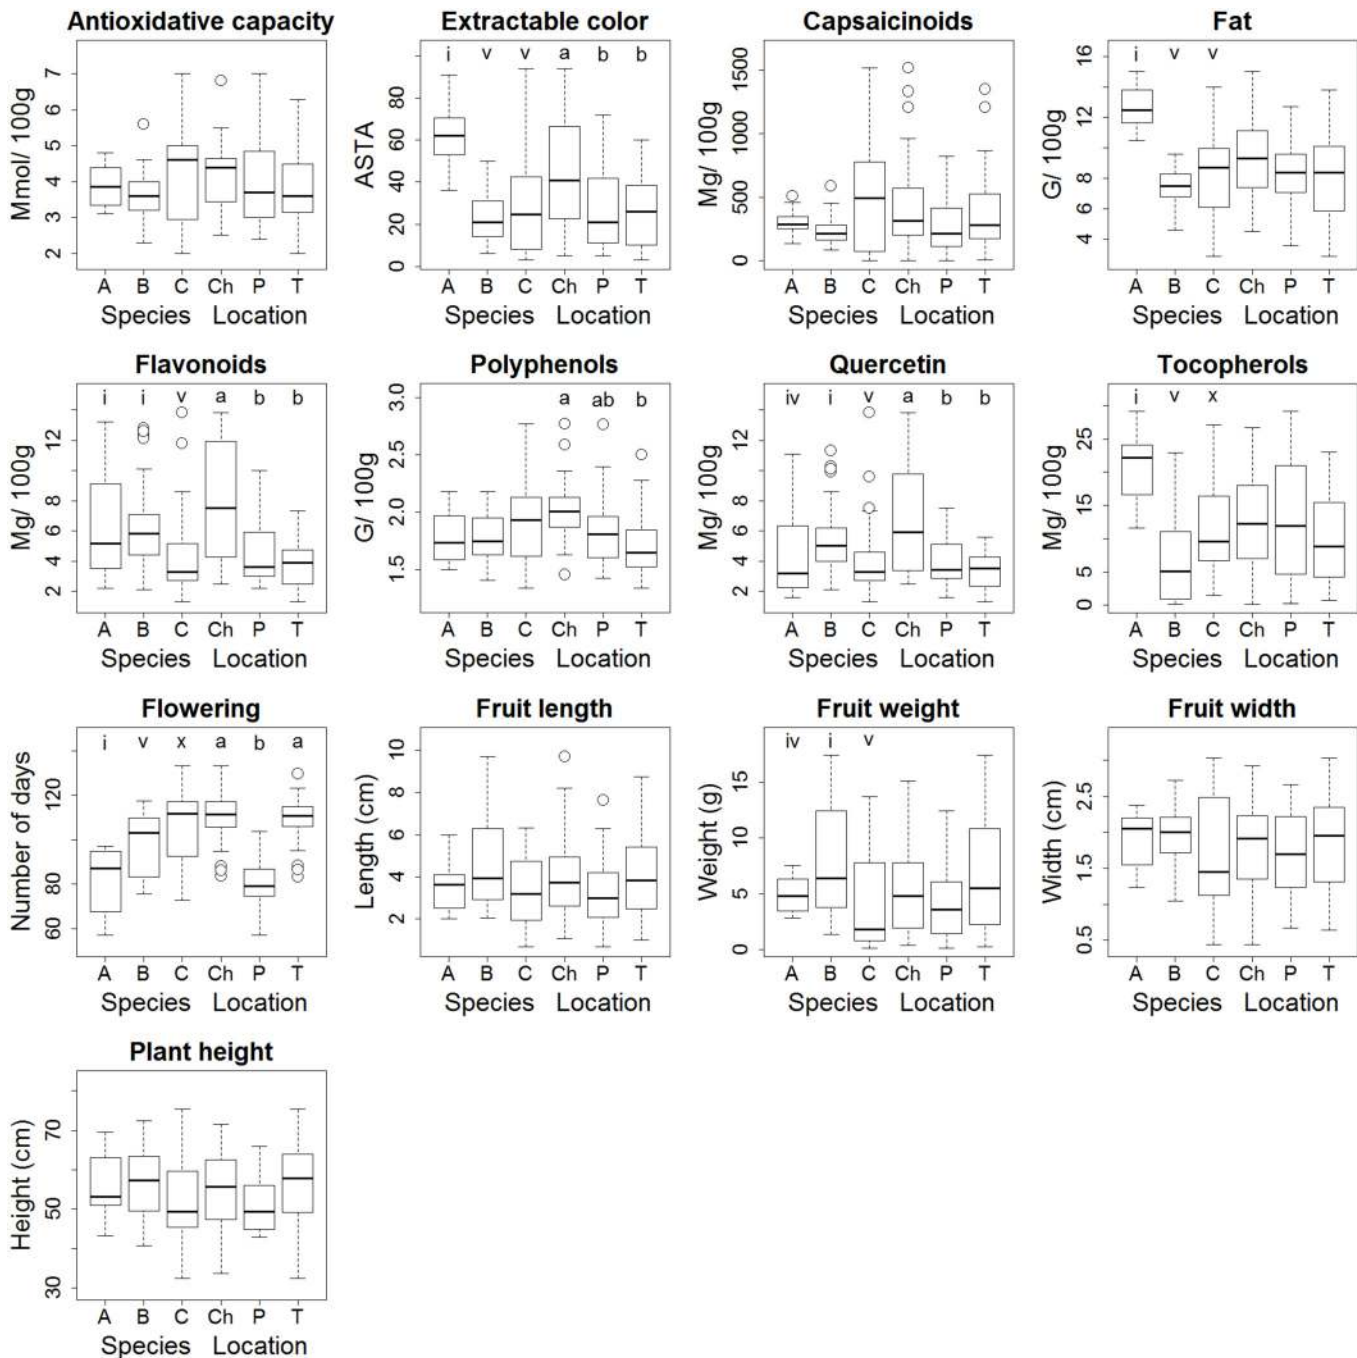 Antioxidative capacity Extractable color Capsaicinoids Fat
7
6
5
4
3
2
Mmol/ 100g
A B C Ch P T
Species Location
i v v a b b
80
60
40
20
0
ASTA
A B C Ch P T
Species Location
1500
1000
500
0
Mg/ 100g
A B C Ch P T
Species Location
i v v
16
12
8
4
G/ 100g
A B C Ch P T
Species Location
Flavonoids Polyphenols Quercetin Tocopherols
i i v a b b
12
8
6
4
2
Mg/ 100g
A B C Ch P T
Species Location
a ab b
3.0
2.5
2.0
1.5
G/ 100g
A B C Ch P T
Species Location
iv i v a b b
12
8
6
4
2
Mg/ 100g
A B C Ch P T
Species Location
i v x
25
15
5
0
Mg/ 100g
A B C Ch P T
Species Location
Flowering Fruit length Fruit weight Fruit width
i v x a b a
120
80
60
Number of days
A B C Ch P T
Species Location
10
8
6
4
2
Length (cm)
A B C Ch P T
Species Location
iv i v
15
10
5
0
Weight (g)
A B C Ch P T
Species Location
2.5
1.5
0.5
Width (cm)
A B C Ch P T
Species Location
Plant height
70
50
30
Height (cm)
A B C Ch P T
Species Location